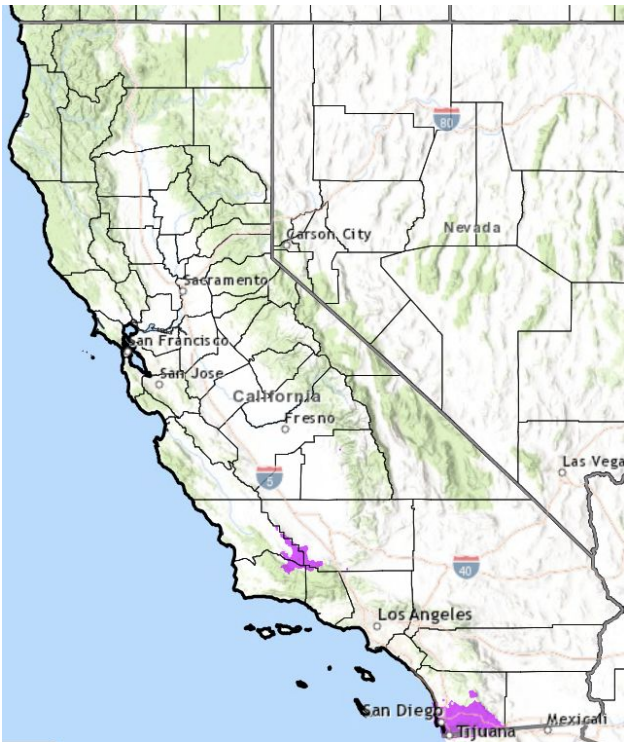 80
Carson City
Nevada
Sacramento
San Francisco
San Jose
California
Fresno
Las Vega
5
40
Los Angeles
San Diego
Tijuana
Mexicali